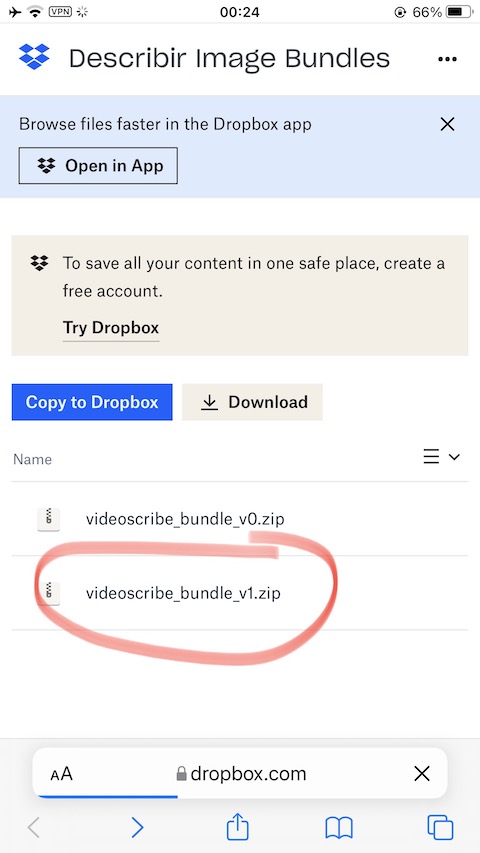 VPN 00:24 66%
Describir Image Bundles
Browse files faster in the Dropbox app
Open in App
To save all your content in one safe place, create a
free account.
Try Dropbox
Copy to Dropbox Download
Name
videoscribe_bundle_v0.zip
videoscribe_bundle_v1.zip
AA dropbox.com